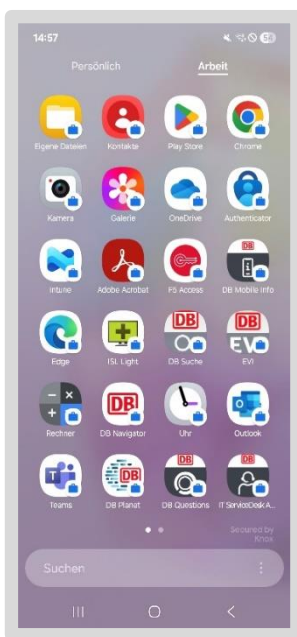 14:57
58
Persönlich Arbeit
Eigene Dateien Kontakte Play Store Chrome
Kamera Galerie OneDrive Authenticator
DB
Intune Adobe Acrobat F5 Access DB Mobile Info
DB DB
EVI
Edge ISL Light DB Suche EVI
DB
Rechner DB Navigator Uhr Outlook
DB DB DB
Teams DB Planet DB Questions IT ServiceDesk A...
Secured by
Knox
Suchen